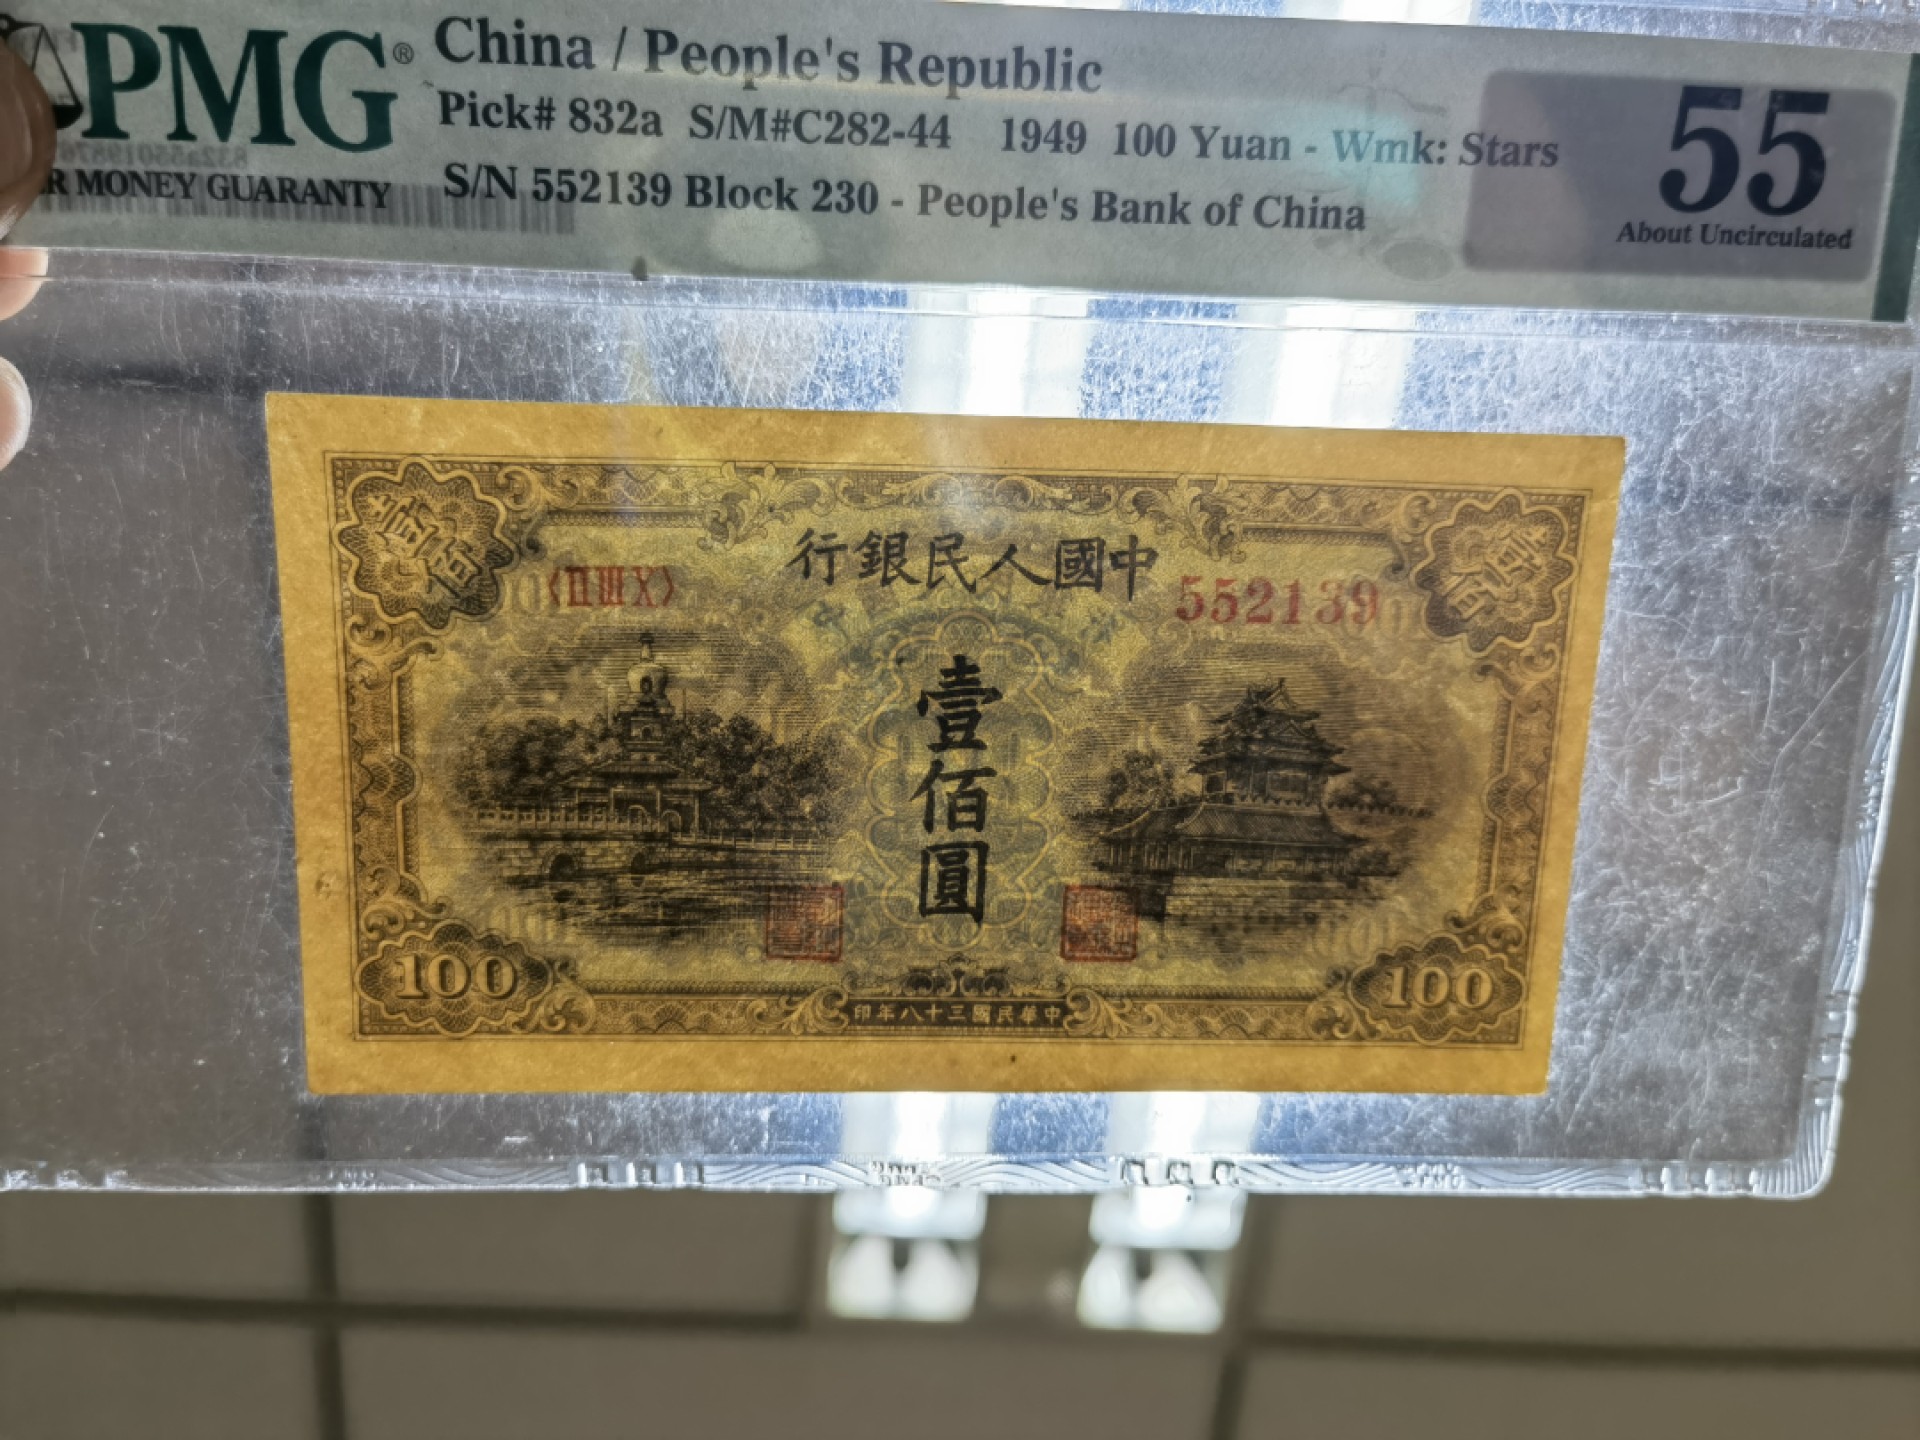 PMG® China / People's Republic
Pick# 832a S/M#C282-44 1949 100 Yuan - Wmk: Stars
S/N 552139 Block 230 - People's Bank of China
R MONEY GUARANTY
55
About Uncirculated
壹佰
壹佰
行銀民人國中
〈ⅡⅢX〉
552139
壹佰圓
100
100
印年八十三國民華中